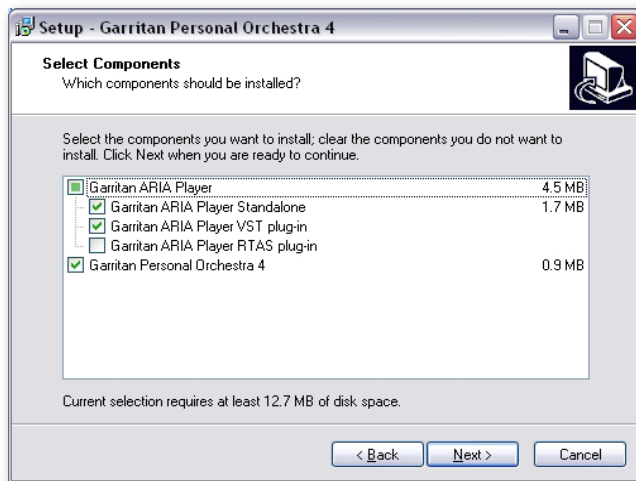 Setup - Garritan Personal Orchestra 4
Select Components
Which components should be installed?
Select the components you want to install; clear the components you do not want to
install. Click Next when you are ready to continue.
Garritan ARIA Player 4.5 MB
Garritan ARIA Player Standalone 1.7 MB
Garritan ARIA Player VST plug-in
Garritan ARIA Player RTAS plug-in
Garritan Personal Orchestra 4 0.9 MB
Current selection requires at least 12.7 MB of disk space.
< Back Next > Cancel